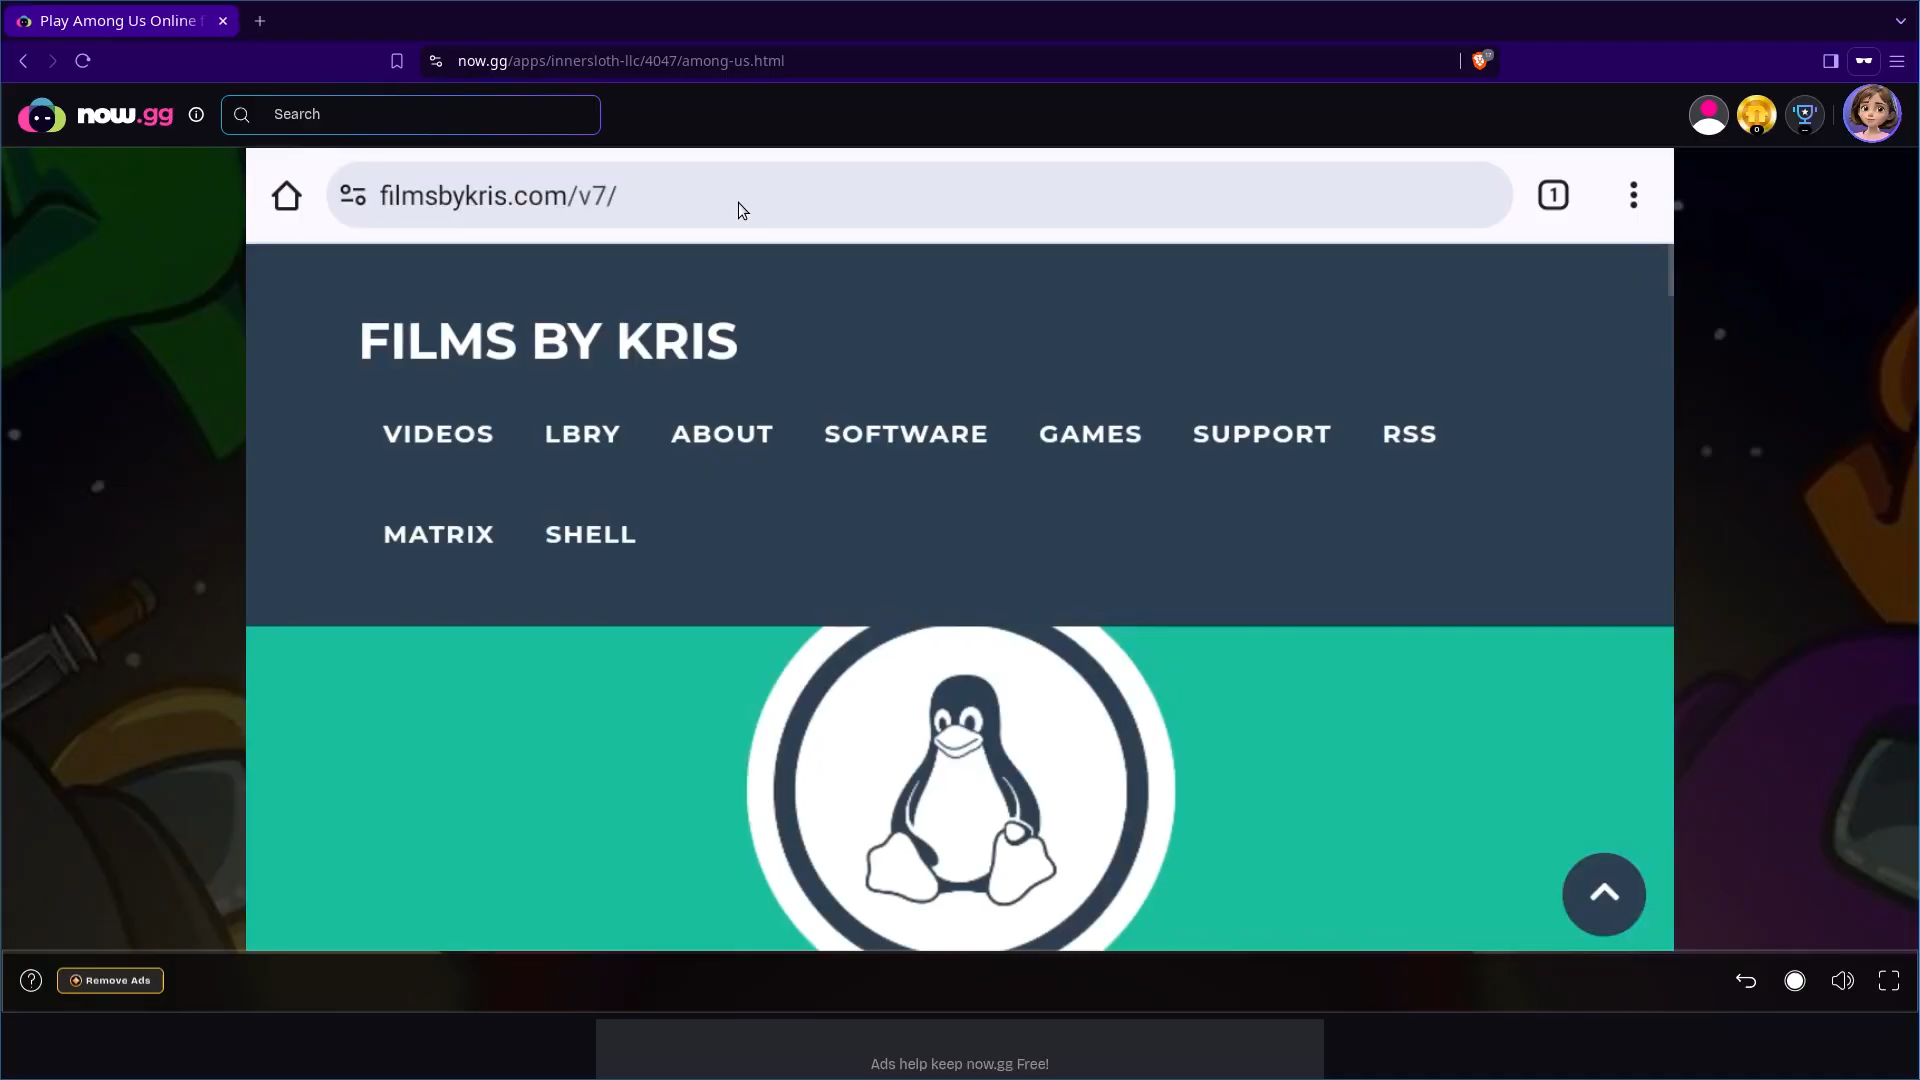 Play Among Us Online f
now.gg/apps/innersloth-llc/4047/among-us.html
17
now.gg
Search
0
--
filmsbykris.com/v7/
1
FILMS BY KRIS
VIDEOS LBRY ABOUT SOFTWARE GAMES SUPPORT RSS
MATRIX SHELL
Remove Ads
Ads help keep now.gg Free!